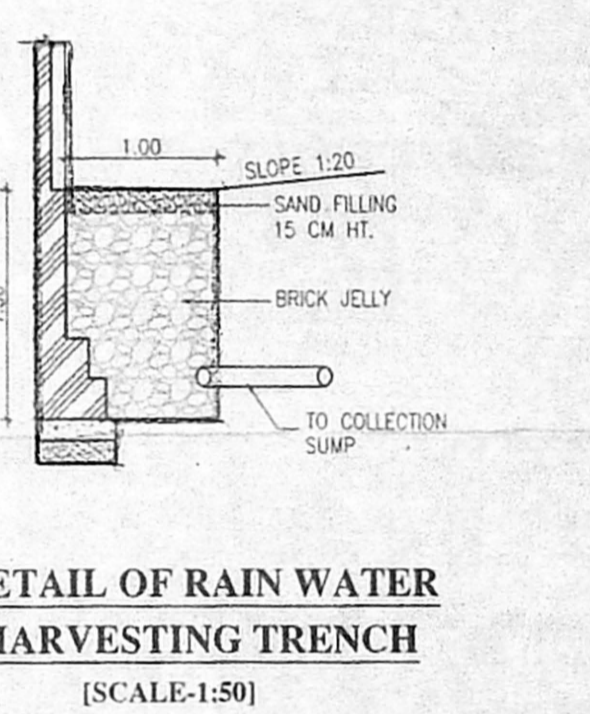 1.00
SLOPE 1:20
SAND FILLING
15 CM HT.
BRICK JELLY
TO COLLECTION
SUMP
ETAIL OF RAIN WATER
HARVESTING TRENCH
[SCALE-1:50]